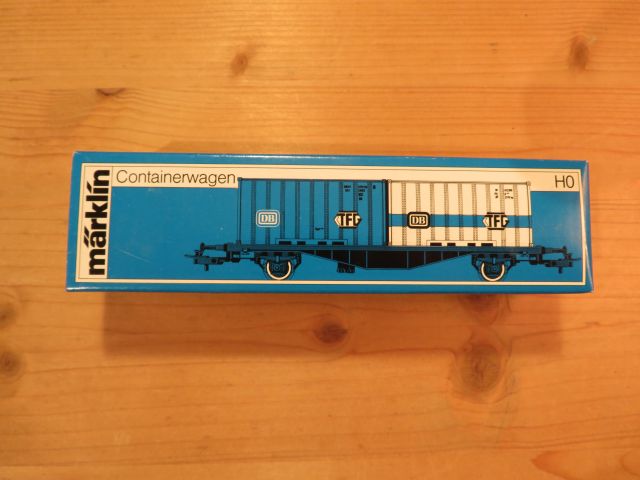 märklin
Containerwagen
H0
DB
TFG
DB
TFG